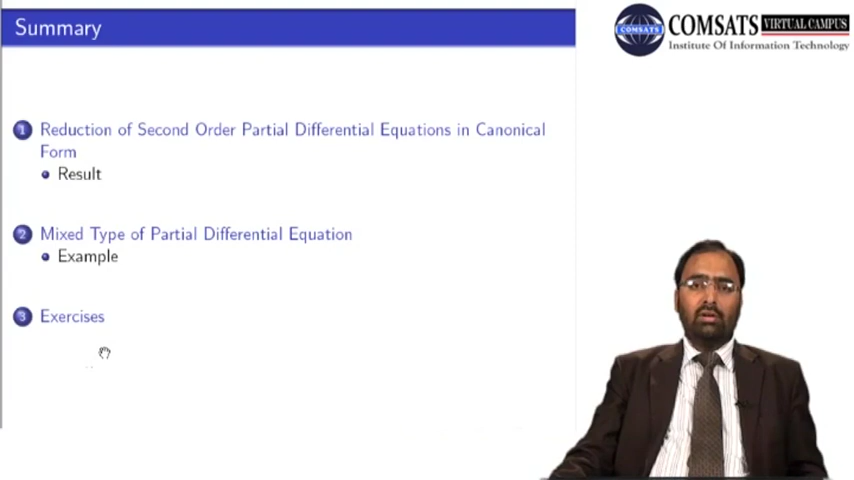 Summary
COMSATS
COMSATS VIRTUAL CAMPUS
Institute Of Information Technology
1 Reduction of Second Order Partial Differential Equations in Canonical
Form
Result
2 Mixed Type of Partial Differential Equation
Example
3 Exercises